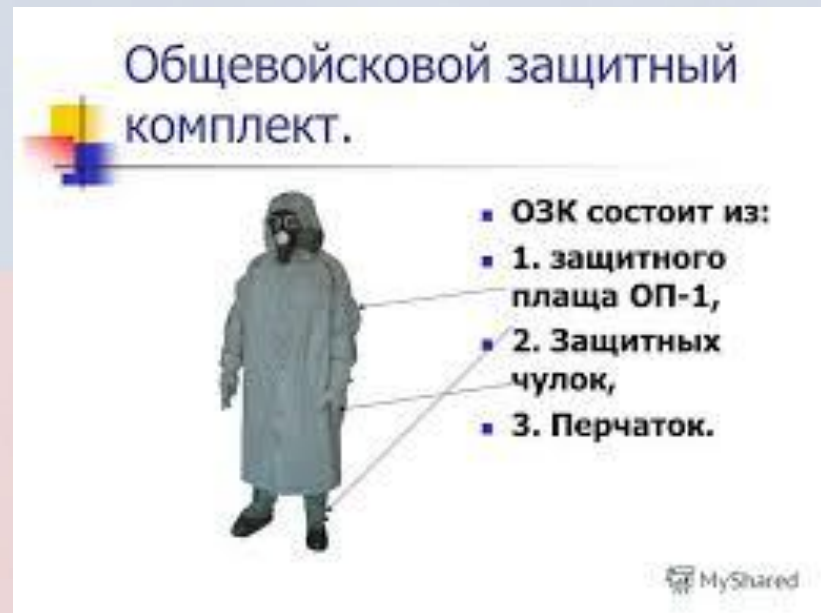 Общевойсковой защитный
комплект.
ОЗК состоит из:
1. защитного
плаща ОП-1,
2. Защитных
чулок,
3. Перчаток.
MyShared